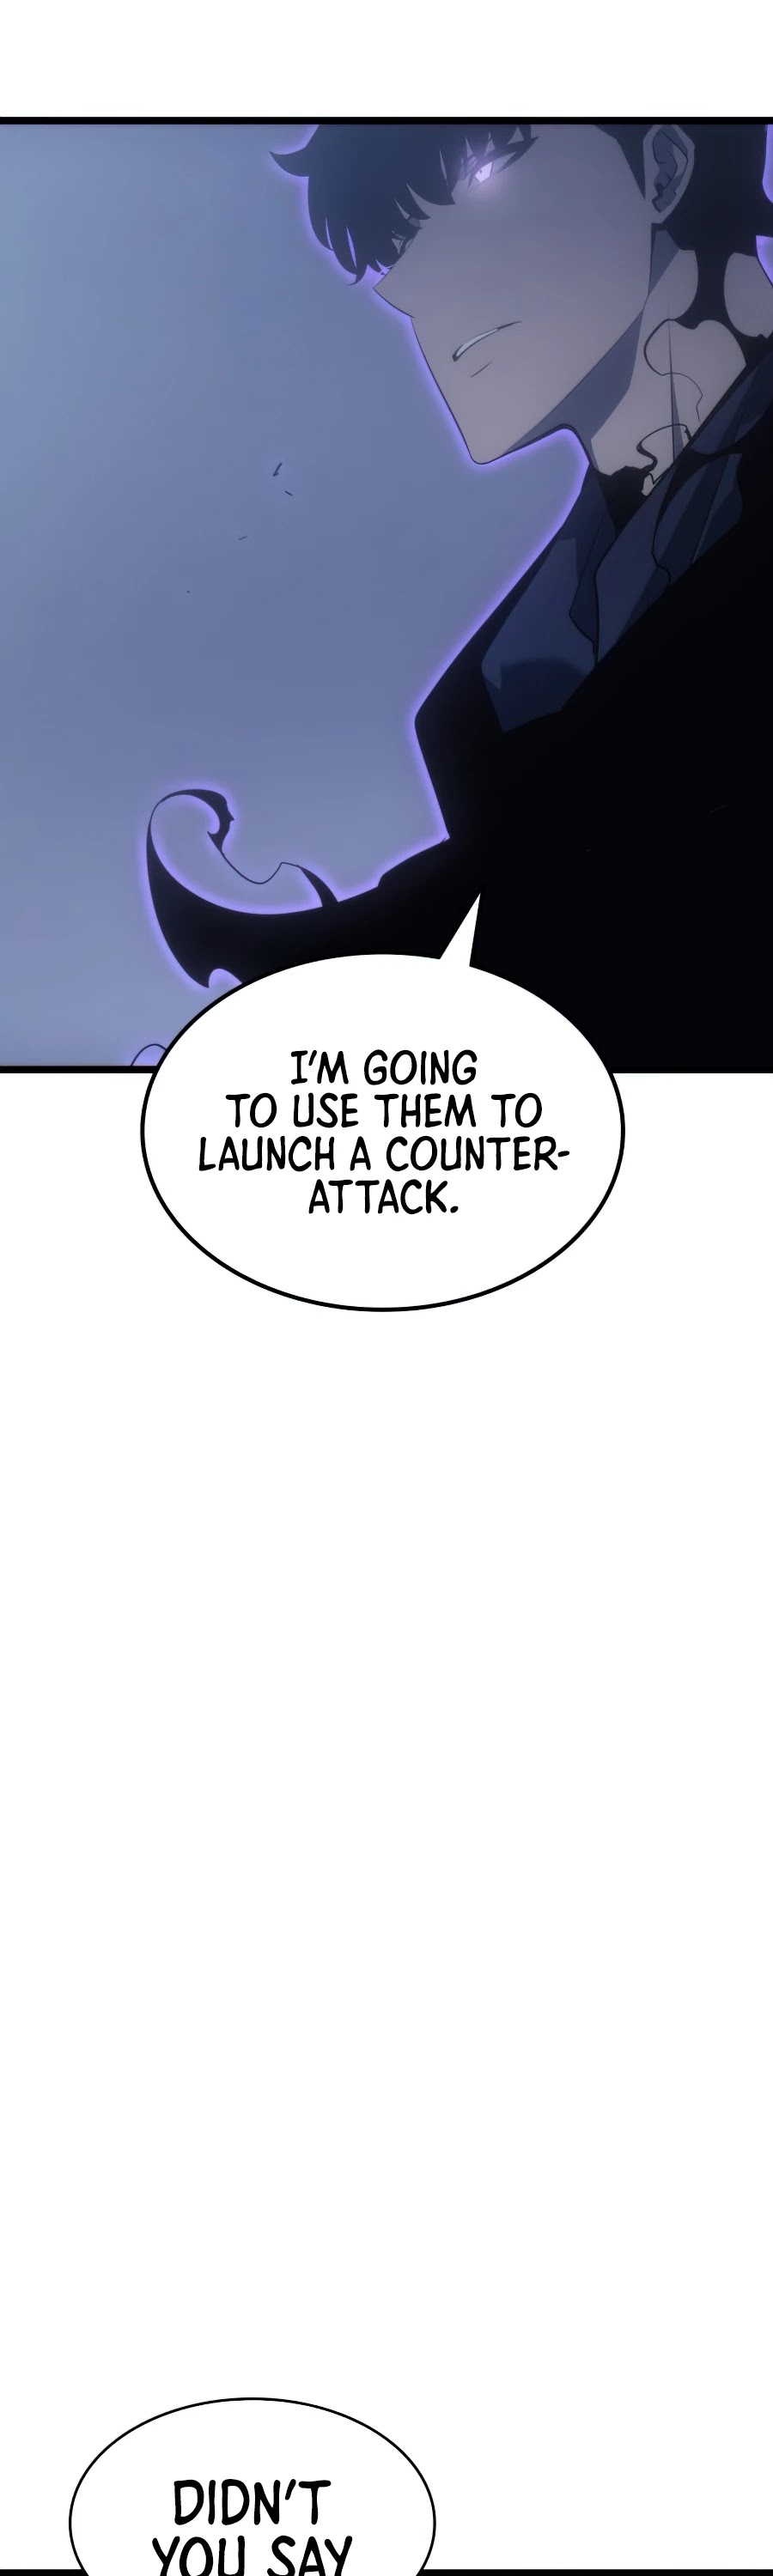 I'M GOING
TO USE THEM TO
LAUNCH A COUNTER-
ATTACK.
DIDN'T
YOU SAY